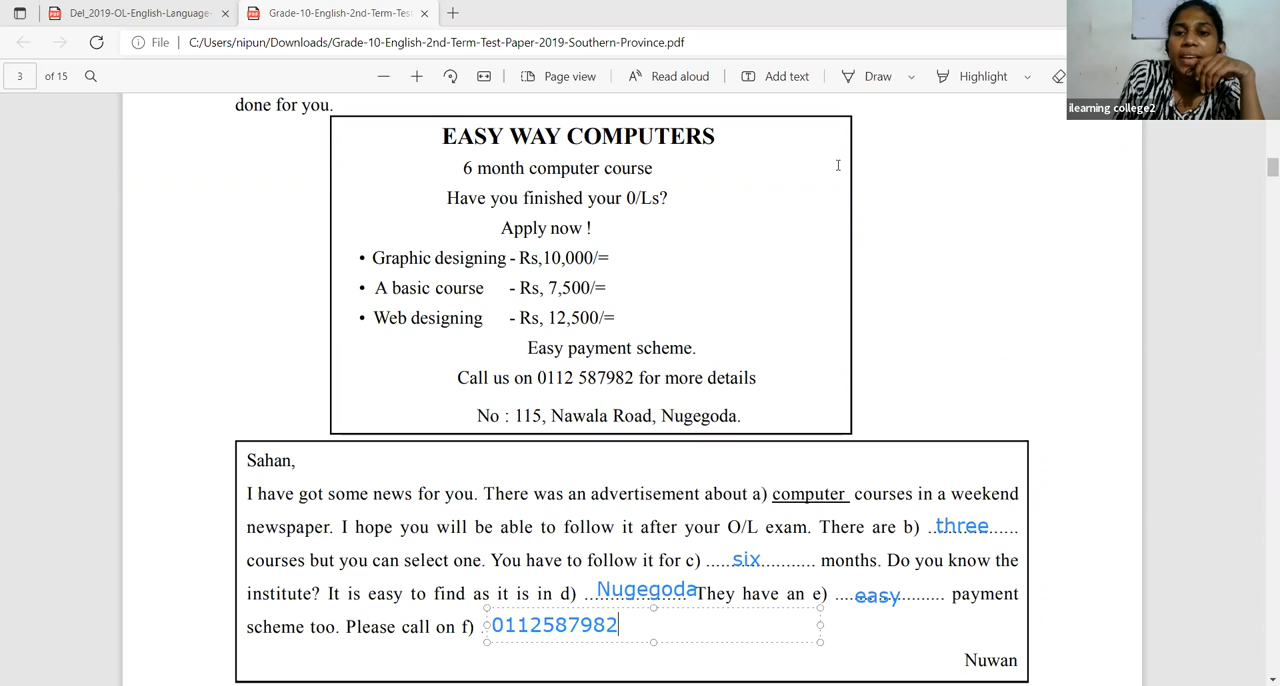 Del_2019-OL-English-Language-
Grade-10-English-2nd-Term-Test
File C:/Users/nipun/Downloads/Grade-10-English-2nd-Term-Test-Paper-2019-Southern-Province.pdf
3 of 15 Page view Read aloud Add text Draw Highlight
ilearning college2
done for you.
EASY WAY COMPUTERS
6 month computer course
Have you finished your 0/Ls?
Apply now !
• Graphic designing - Rs,10,000/=
• A basic course - Rs, 7,500/=
• Web designing - Rs, 12,500/=
Easy payment scheme.
Call us on 0112 587982 for more details
No : 115, Nawala Road, Nugegoda.
Sahan,
I have got some news for you. There was an advertisement about a) computer courses in a weekend
newspaper. I hope you will be able to follow it after your O/L exam. There are b) three
courses but you can select one. You have to follow it for c) six months. Do you know the
institute? It is easy to find as it is in d) Nugegoda They have an e) easy payment
scheme too. Please call on f) 0112587982
Nuwan